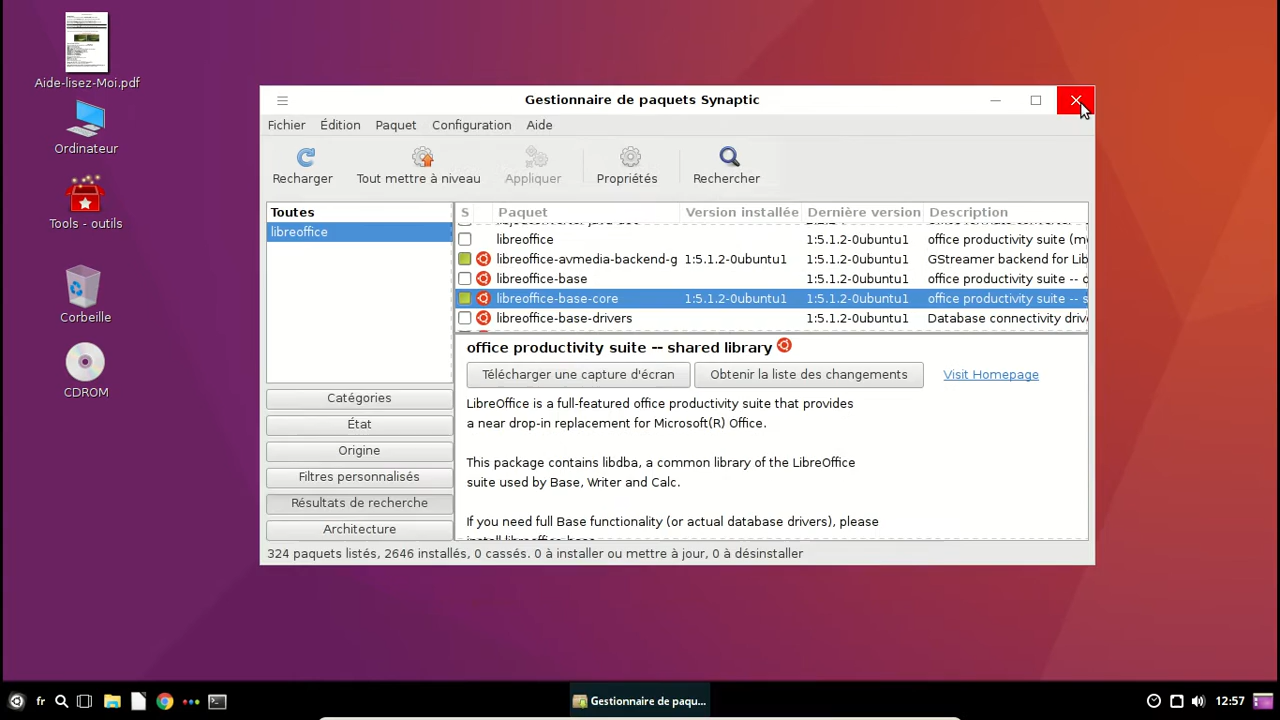 Aide-lisez-Moi.pdf
Ordinateur
Tools - outils
Corbeille
CDROM
Gestionnaire de paquets Synaptic
Fichier Édition Paquet Configuration Aide
Recharger Tout mettre à niveau Appliquer Propriétés Rechercher
Toutes
libreoffice
Catégories
État
Origine
Filtres personnalisés
Résultats de recherche
Architecture
S Paquet Version installée Dernière version Description
libreoffice 1:5.1.2-0ubuntu1 office productivity suite (m
libreoffice-avmedia-backend-g 1:5.1.2-0ubuntu1 1:5.1.2-0ubuntu1 GStreamer backend for Lib
libreoffice-base 1:5.1.2-0ubuntu1 office productivity suite --
libreoffice-base-core 1:5.1.2-0ubuntu1 1:5.1.2-0ubuntu1 office productivity suite -- s
libreoffice-base-drivers 1:5.1.2-0ubuntu1 Database connectivity driv
office productivity suite -- shared library
Télécharger une capture d'écran Obtenir la liste des changements Visit Homepage
LibreOffice is a full-featured office productivity suite that provides
a near drop-in replacement for Microsoft(R) Office.
This package contains libdba, a common library of the LibreOffice
suite used by Base, Writer and Calc.
If you need full Base functionality (or actual database drivers), please
install libreoffice-base.
324 paquets listés, 2646 installés, 0 cassés. 0 à installer ou mettre à jour, 0 à désinstaller
fr Gestionnaire de paqu... 12:57